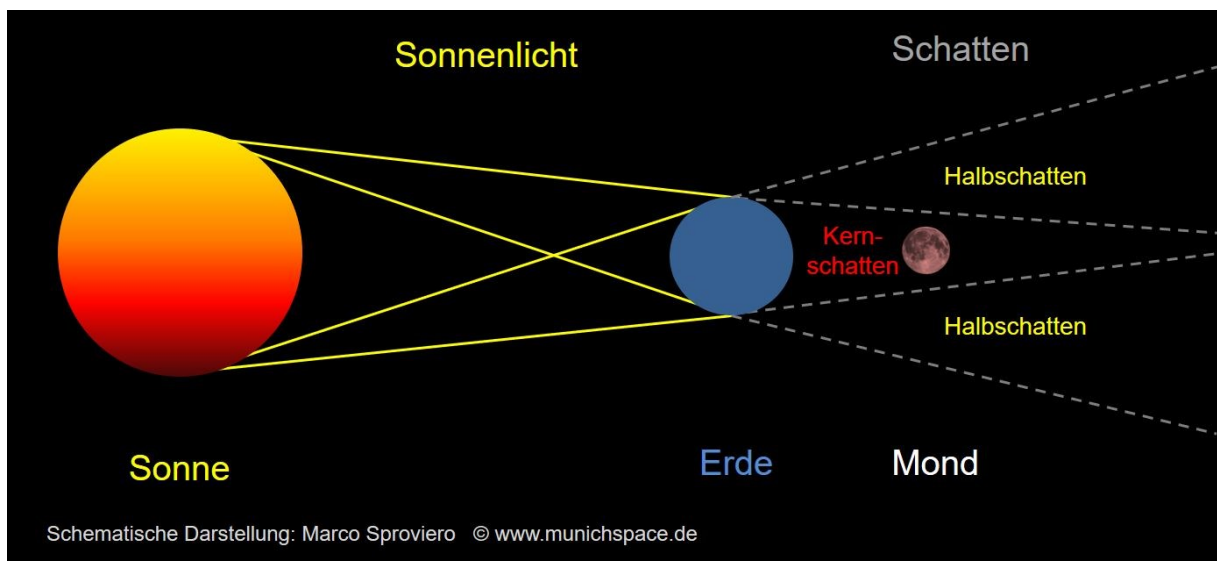 Sonnenlicht
Schatten
Halbschatten
Kern-
schatten
Halbschatten
Sonne
Erde
Mond
Schematische Darstellung: Marco Sproviero © www.munichspace.de